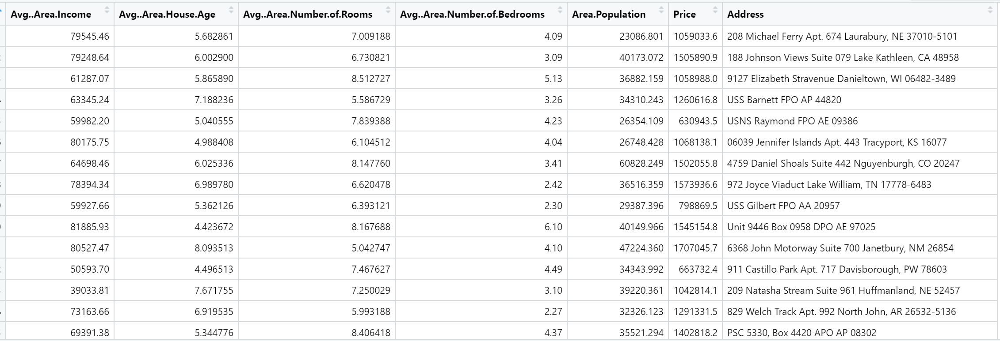 Avg..Area.Income Avg..Area.House.Age Avg..Area.Number.of.Rooms Avg..Area.Number.of.Bedrooms Area.Population Price Address
79545.46 5.682861 7.009188 4.09 23086.801 1059033.6 208 Michael Ferry Apt. 674 Laurabury, NE 37010-5101
79248.64 6.002900 6.730821 3.09 40173.072 1505890.9 188 Johnson Views Suite 079 Lake Kathleen, CA 48958
61287.07 5.865890 8.512727 5.13 36882.159 1058988.0 9127 Elizabeth Stravenue Danieltown, WI 06482-3489
63345.24 7.188236 5.586729 3.26 34310.243 1260616.8 USS Barnett FPO AP 44820
59982.20 5.040555 7.839388 4.23 26354.109 630943.5 USNS Raymond FPO AE 09386
80175.75 4.988408 6.104512 4.04 26748.428 1068138.1 06039 Jennifer Islands Apt. 443 Tracyport, KS 16077
64698.46 6.025336 8.147760 3.41 60828.249 1502055.8 4759 Daniel Shoals Suite 442 Nguyenburgh, CO 20247
78394.34 6.989780 6.620478 2.42 36516.359 1573936.6 972 Joyce Viaduct Lake William, TN 17778-6483
59927.66 5.362126 6.393121 2.30 29387.396 798869.5 USS Gilbert FPO AA 20957
81885.93 4.423672 8.167688 6.10 40149.966 1545154.8 Unit 9446 Box 0958 DPO AE 97025
80527.47 8.093513 5.042747 4.10 47224.360 1707045.7 6368 John Motorway Suite 700 Janetbury, NM 26854
50593.70 4.496513 7.467627 4.49 34343.992 663732.4 911 Castillo Park Apt. 717 Davisborough, PW 78603
39033.81 7.671755 7.250029 3.10 39220.361 1042814.1 209 Natasha Stream Suite 961 Huffmanland, NE 52457
73163.66 6.919535 5.993188 2.27 32326.123 1291331.5 829 Welch Track Apt. 992 North John, AR 26532-5136
69391.38 5.344776 8.406418 4.37 35521.294 1402818.2 PSC 5330, Box 4420 APO AP 08302